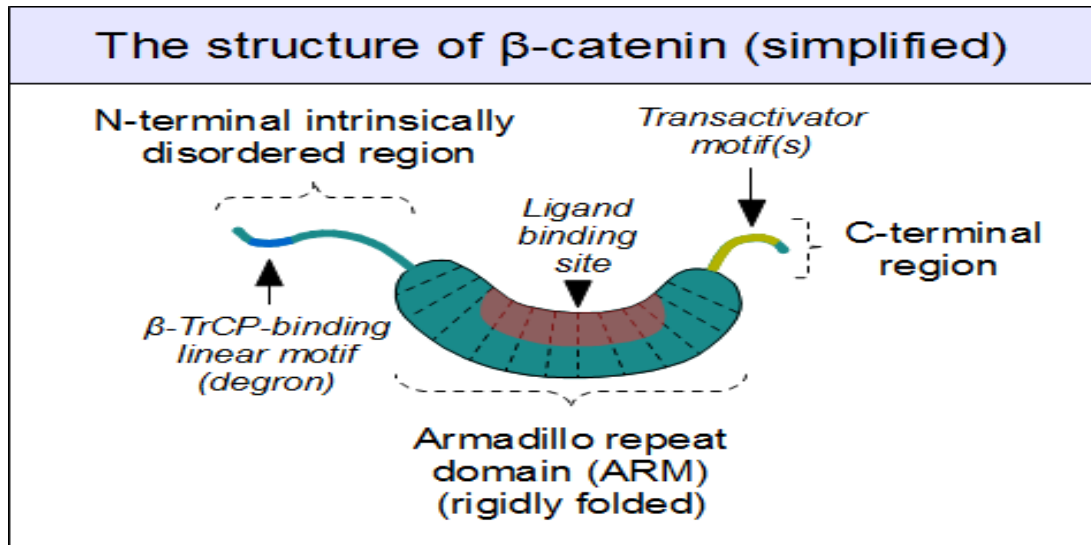 The structure of β-catenin (simplified)
N-terminal intrinsically
disordered region
Transactivator
motif(s)
Ligand
binding
site
C-terminal
region
β-TrCP-binding
linear motif
(degron)
Armadillo repeat
domain (ARM)
(rigidly folded)